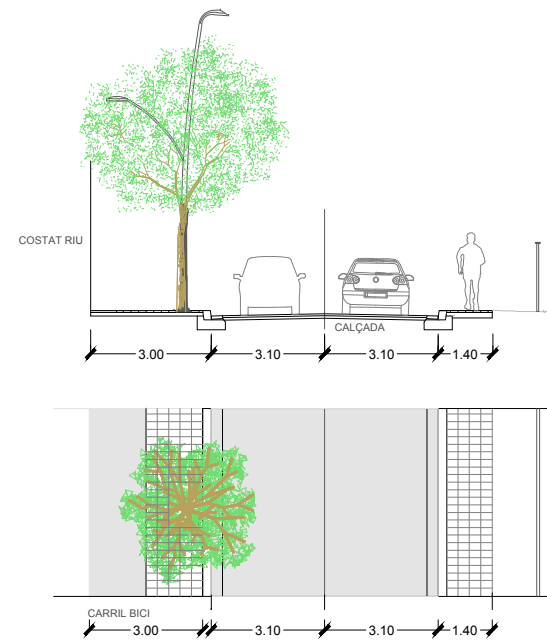 COSTAT RIU
CALÇADA
3.00 3.10 3.10 1.40
CARRIL BICI
3.00 3.10 3.10 1.40